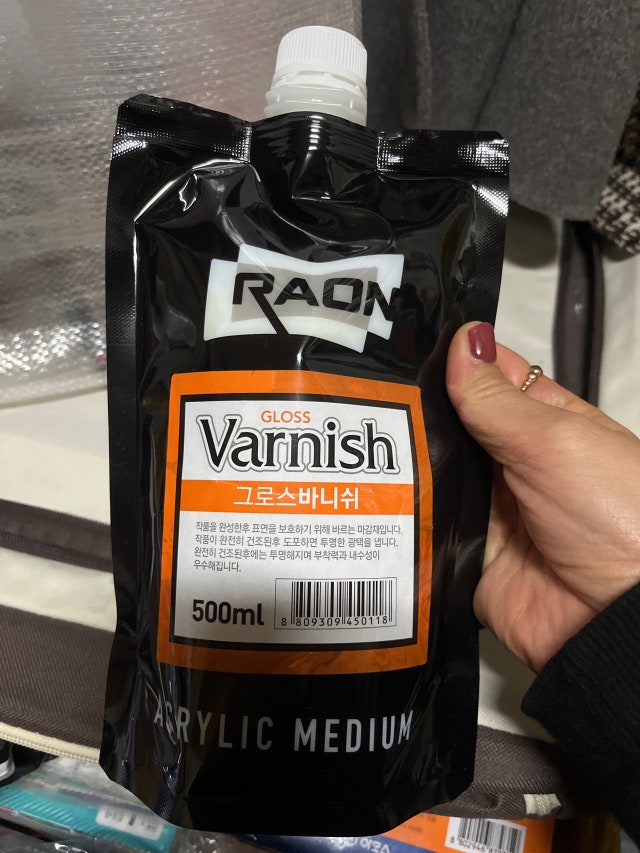 RAON
GLOSS
Varnish
그로스바니쉬
작품을 완성한후 표면을 보호하기 위해 바르는 마감재입니다.
작품이 완전히 건조된후 도포하면 투명한 광택을 냅니다.
완전히 건조된후에는 투명해지며 부착력과 내수성이
우수해집니다.
500ml
8 809309 450118
ACRYLIC MEDIUM